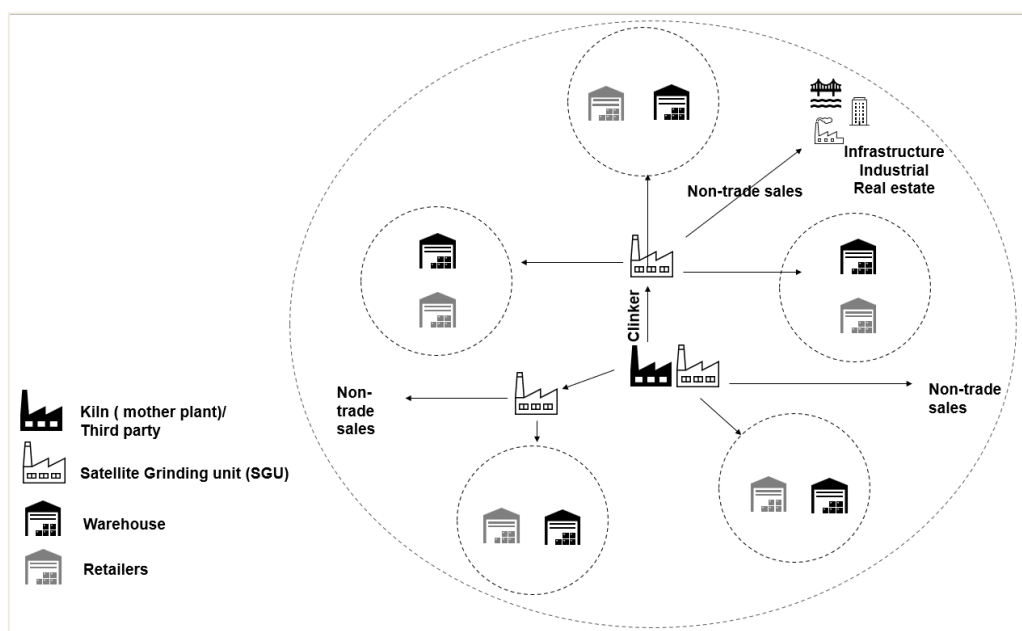 Infrastructure
Industrial
Real estate
Non-trade sales
Clinker
Non-
trade
sales
Non-trade
sales
Kiln ( mother plant)/
Third party
Satellite Grinding unit (SGU)
Warehouse
Retailers